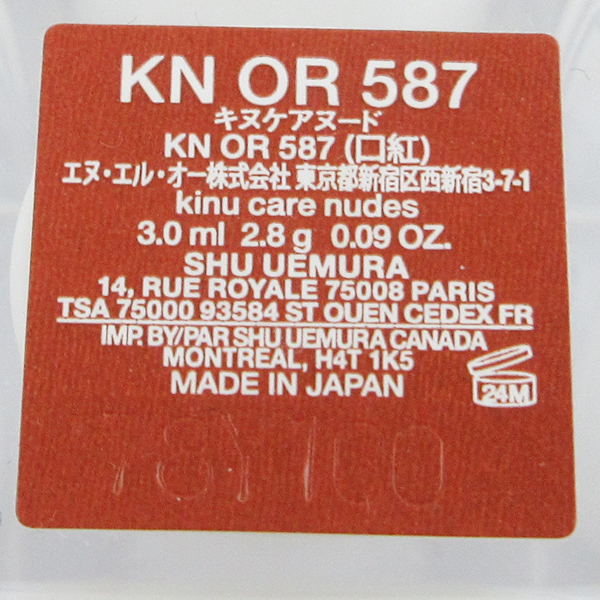 KN OR 587
キヌケアヌード
KN OR 587 (口紅)
エヌ・エル・オー株式会社 東京都新宿区西新宿3-7-1
kinu care nudes
3.0 ml 2.8 g 0.09 OZ.
SHU UEMURA
14, RUE ROYALE 75008 PARIS
TSA 75000 93584 ST OUEN CEDEX FR
IMP. BY/PAR SHU UEMURA CANADA
MONTREAL, H4T 1K5
MADE IN JAPAN
24M